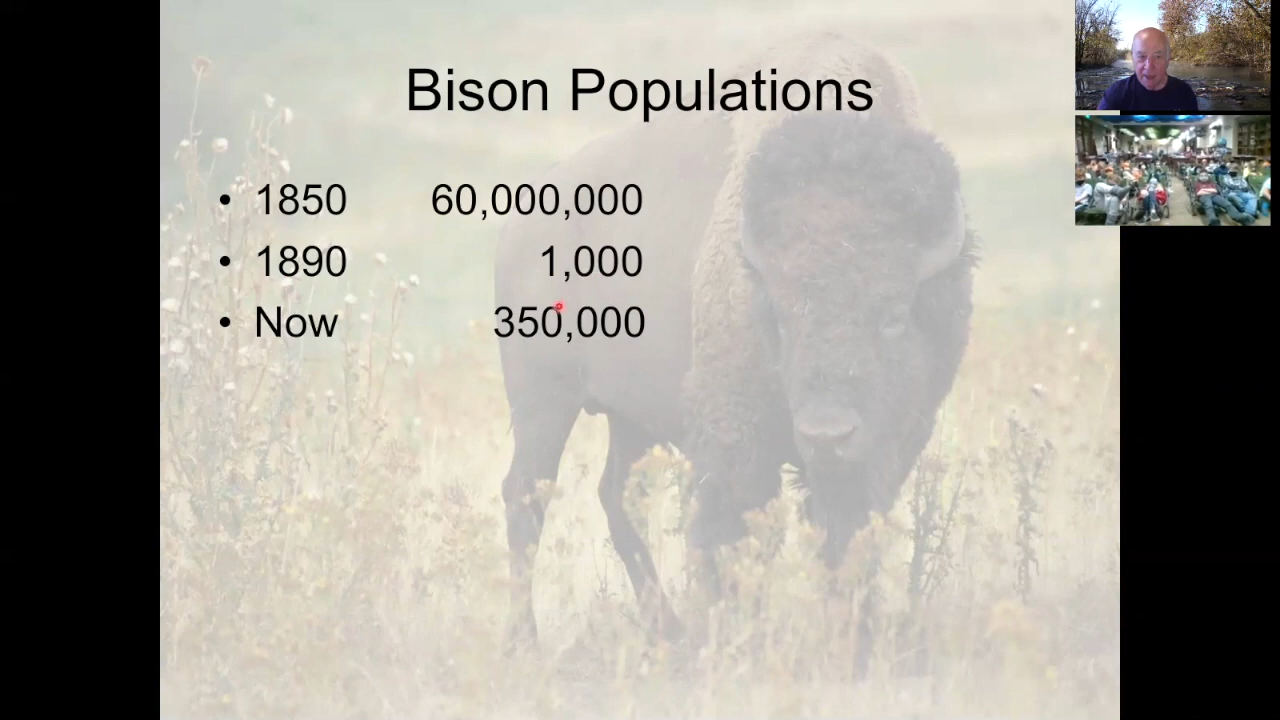 Bison Populations
• 1850 60,000,000
• 1890 1,000
• Now 350,000